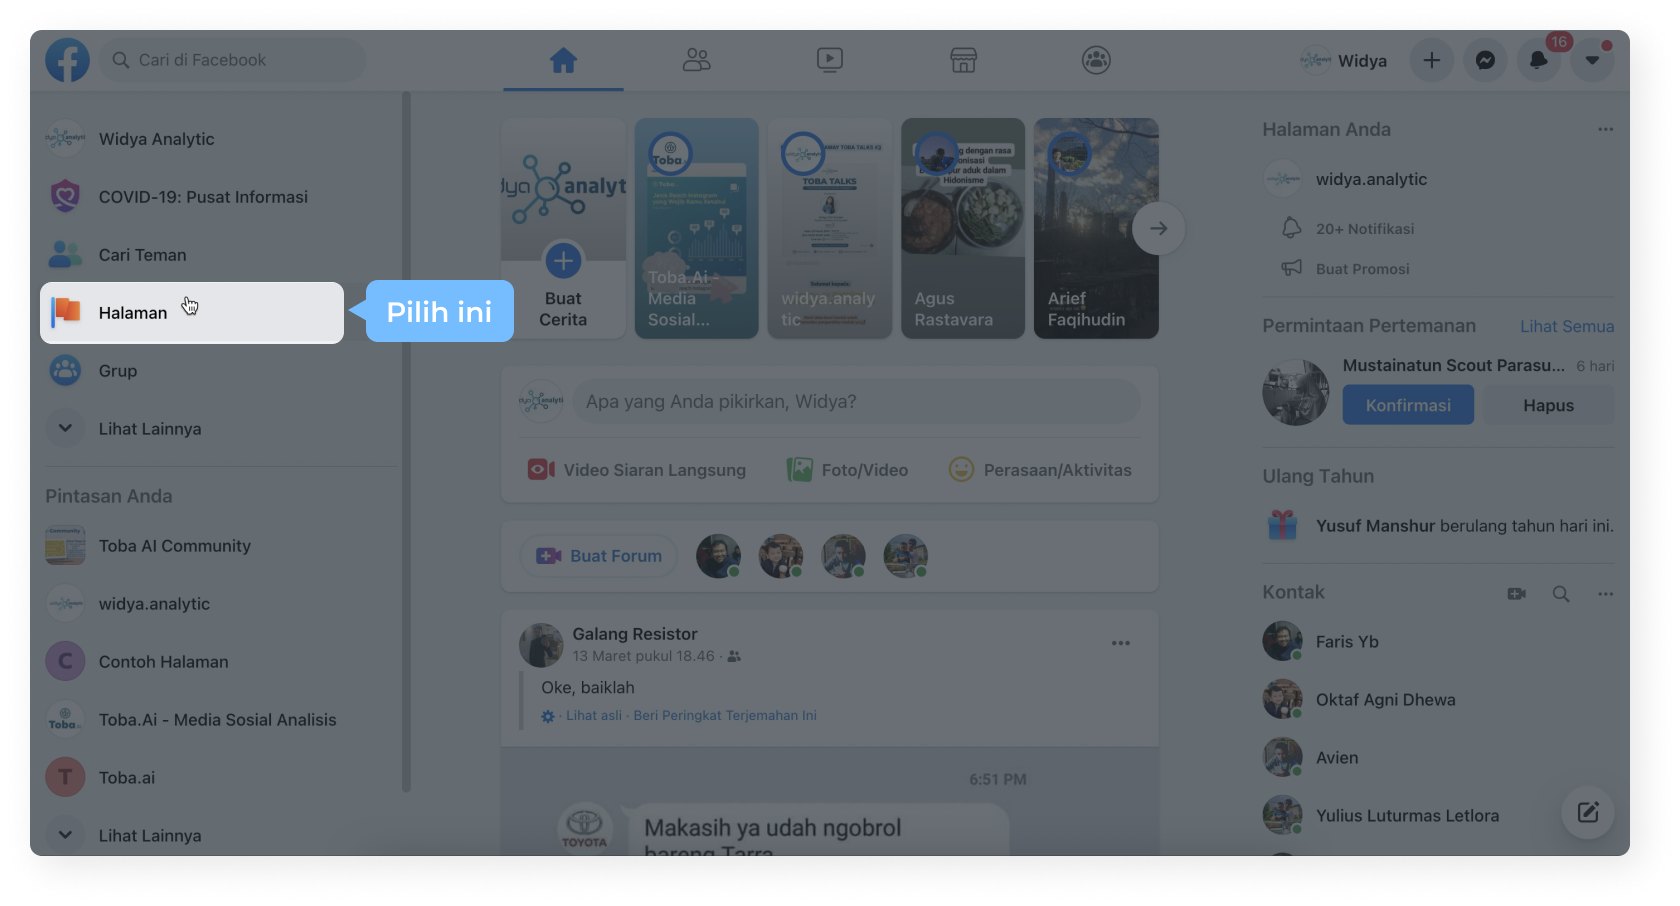 Cari di Facebook
Widya
16
Widya Analytic
COVID-19: Pusat Informasi
Cari Teman
Halaman
Pilih ini
Grup
Lihat Lainnya
Pintasan Anda
Toba AI Community
widya.analytic
C
Contoh Halaman
Toba.Ai - Media Sosial Analisis
T
Toba.ai
Lihat Lainnya
Buat
Cerita
Toba.Ai -
Media
Sosial...
TOBA TALKS
widya.analy
tic
Agus
Rastavara
Arief
Faqihudin
Apa yang Anda pikirkan, Widya?
Video Siaran Langsung
Foto/Video
Perasaan/Aktivitas
Buat Forum
Galang Resistor
13 Maret pukul 18.46 ·
Oke, baiklah
· Lihat asli · Beri Peringkat Terjemahan Ini
6:51 PM
TOYOTA
Makasih ya udah ngobrol
bareng Tarra
Halaman Anda
widya.analytic
20+ Notifikasi
Buat Promosi
Permintaan Pertemanan
Lihat Semua
Mustainatun Scout Parasu...
6 hari
Konfirmasi
Hapus
Ulang Tahun
Yusuf Manshur berulang tahun hari ini.
Kontak
Faris Yb
Oktaf Agni Dhewa
Avien
Yulius Luturmas Letlora